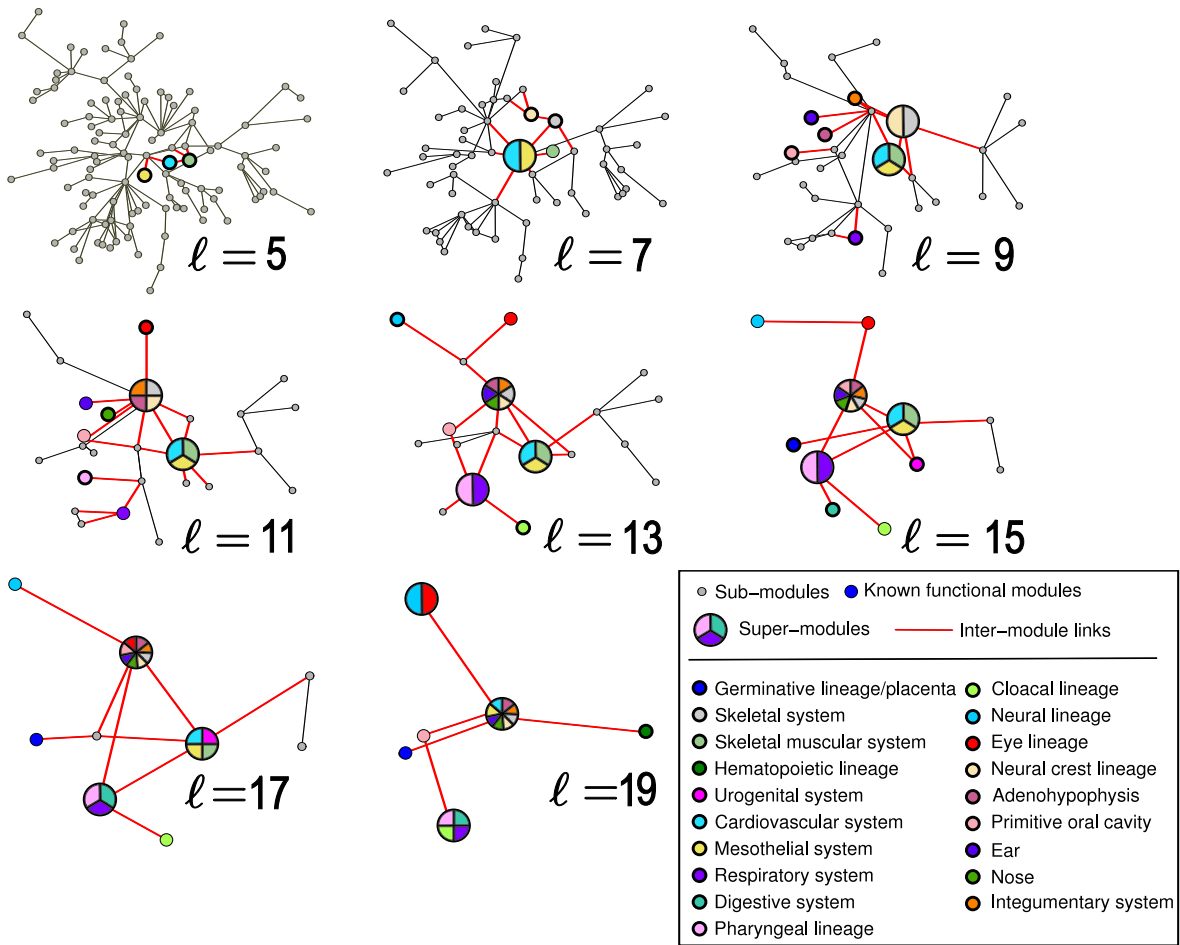 ℓ = 5
ℓ = 7
ℓ = 9
ℓ = 11
ℓ = 13
ℓ = 15
ℓ = 17
ℓ = 19
Sub−modules
Known functional modules
Super−modules
Inter−module links
Germinative lineage/placenta
Skeletal system
Skeletal muscular system
Hematopoietic lineage
Urogenital system
Cardiovascular system
Mesothelial system
Respiratory system
Digestive system
Pharyngeal lineage
Cloacal lineage
Neural lineage
Eye lineage
Neural crest lineage
Adenohypophysis
Primitive oral cavity
Ear
Nose
Integumentary system